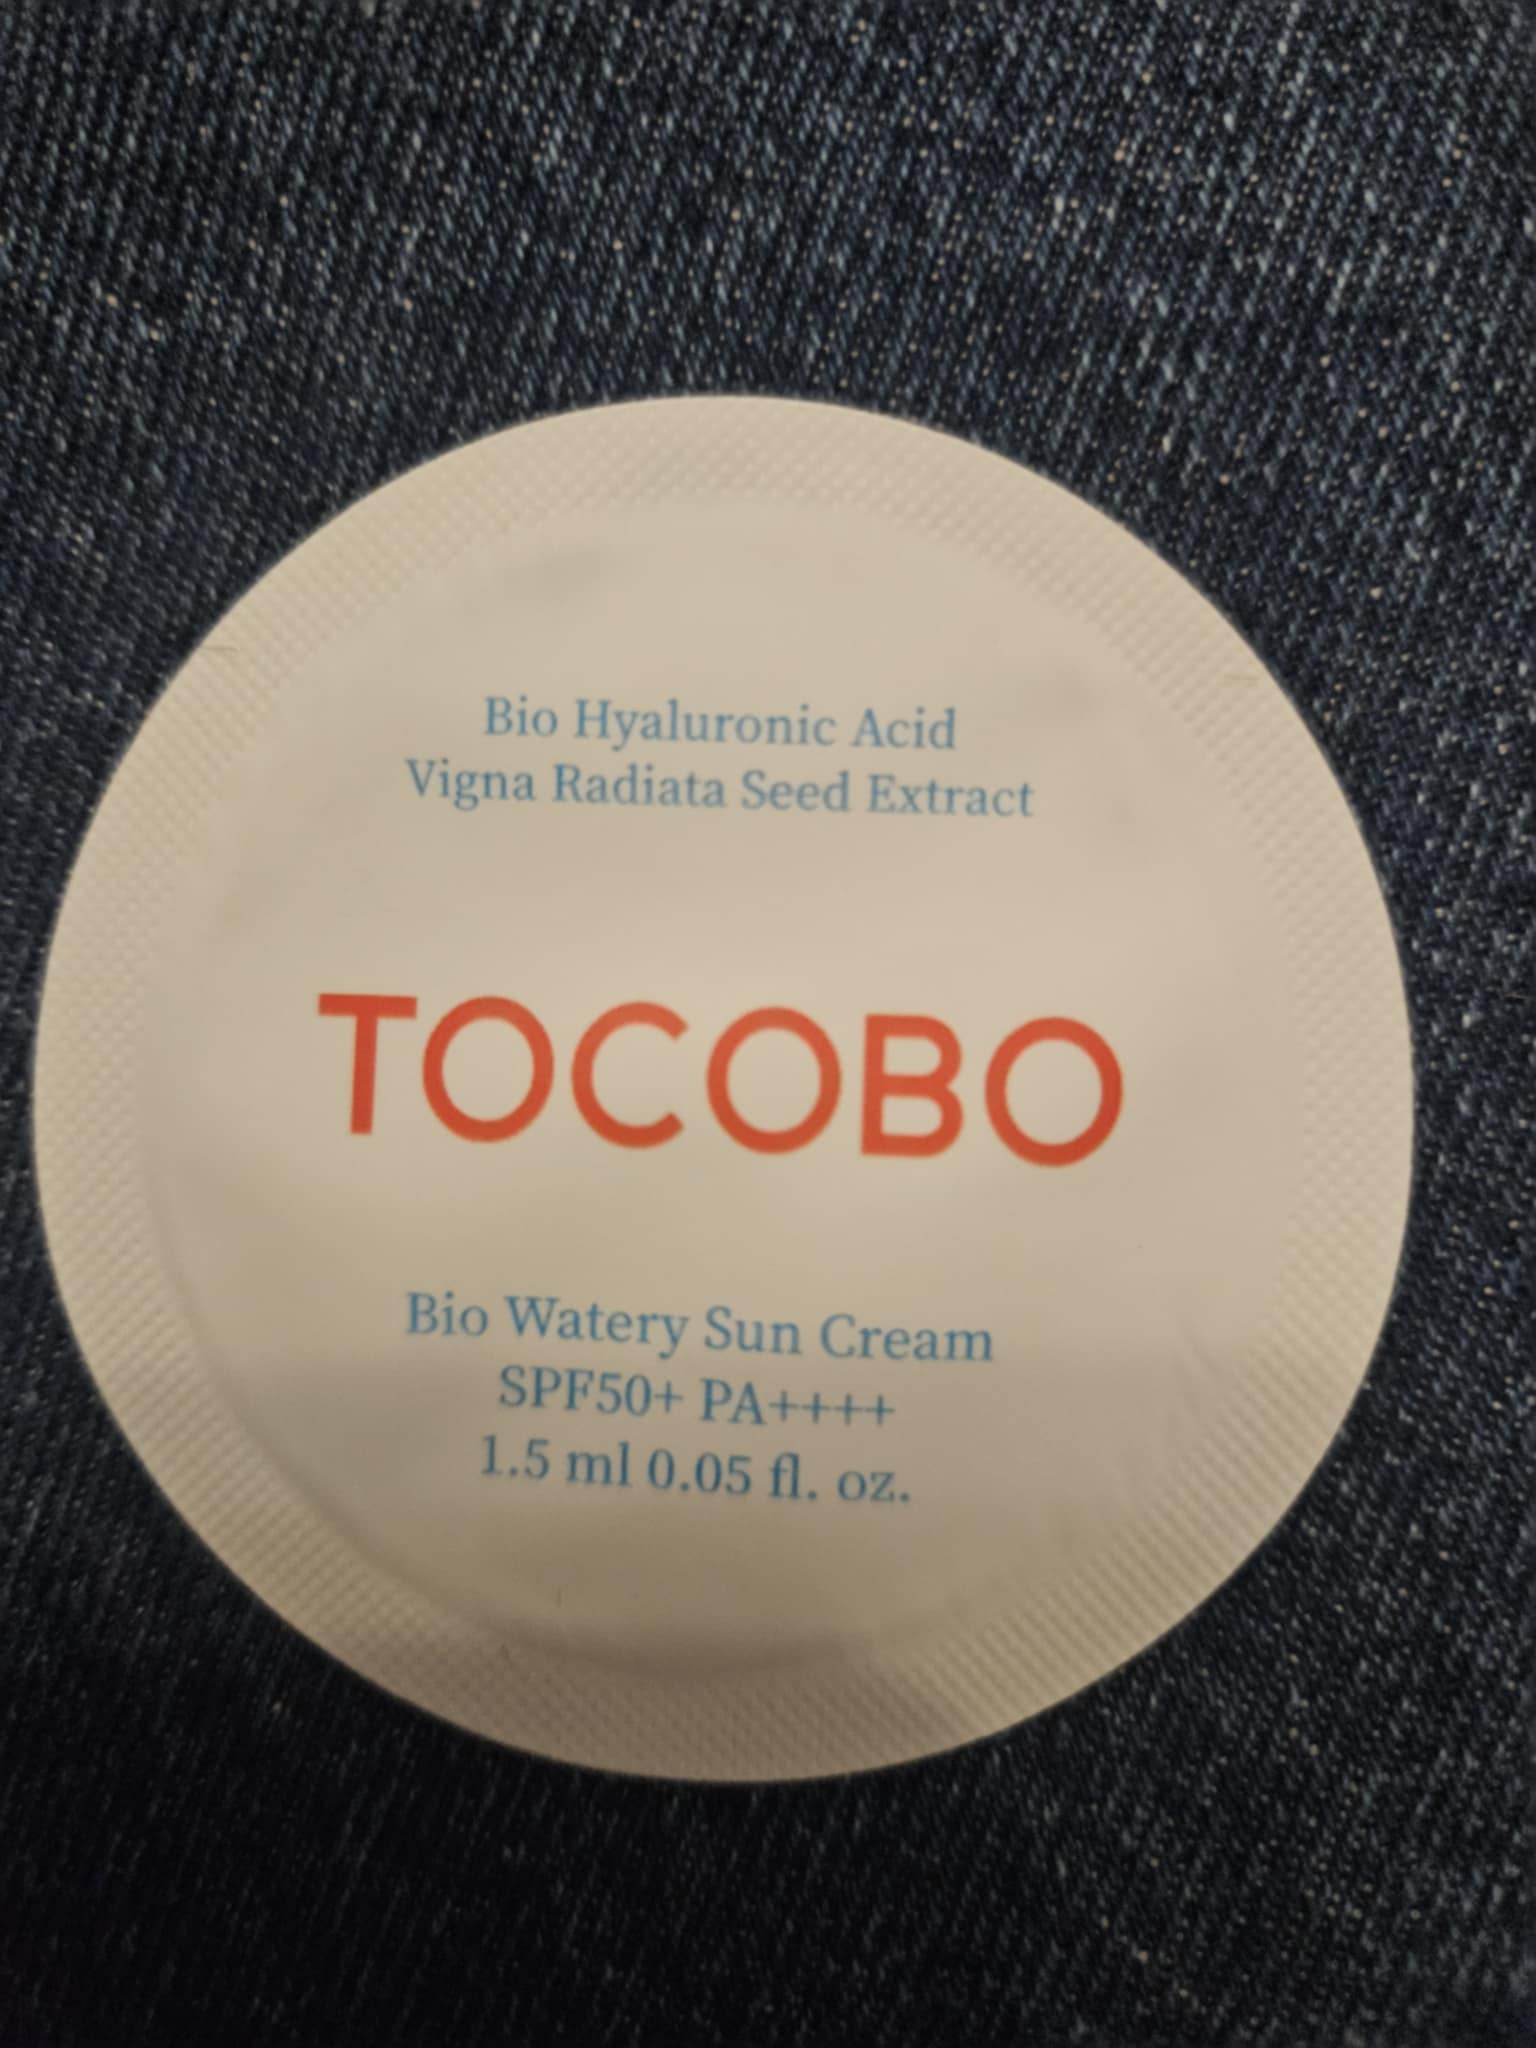 Bio Hyaluronic Acid
Vigna Radiata Seed Extract
TOCOBO
Bio Watery Sun Cream
SPF50+ PA++++
1.5 ml 0.05 fl. oz.